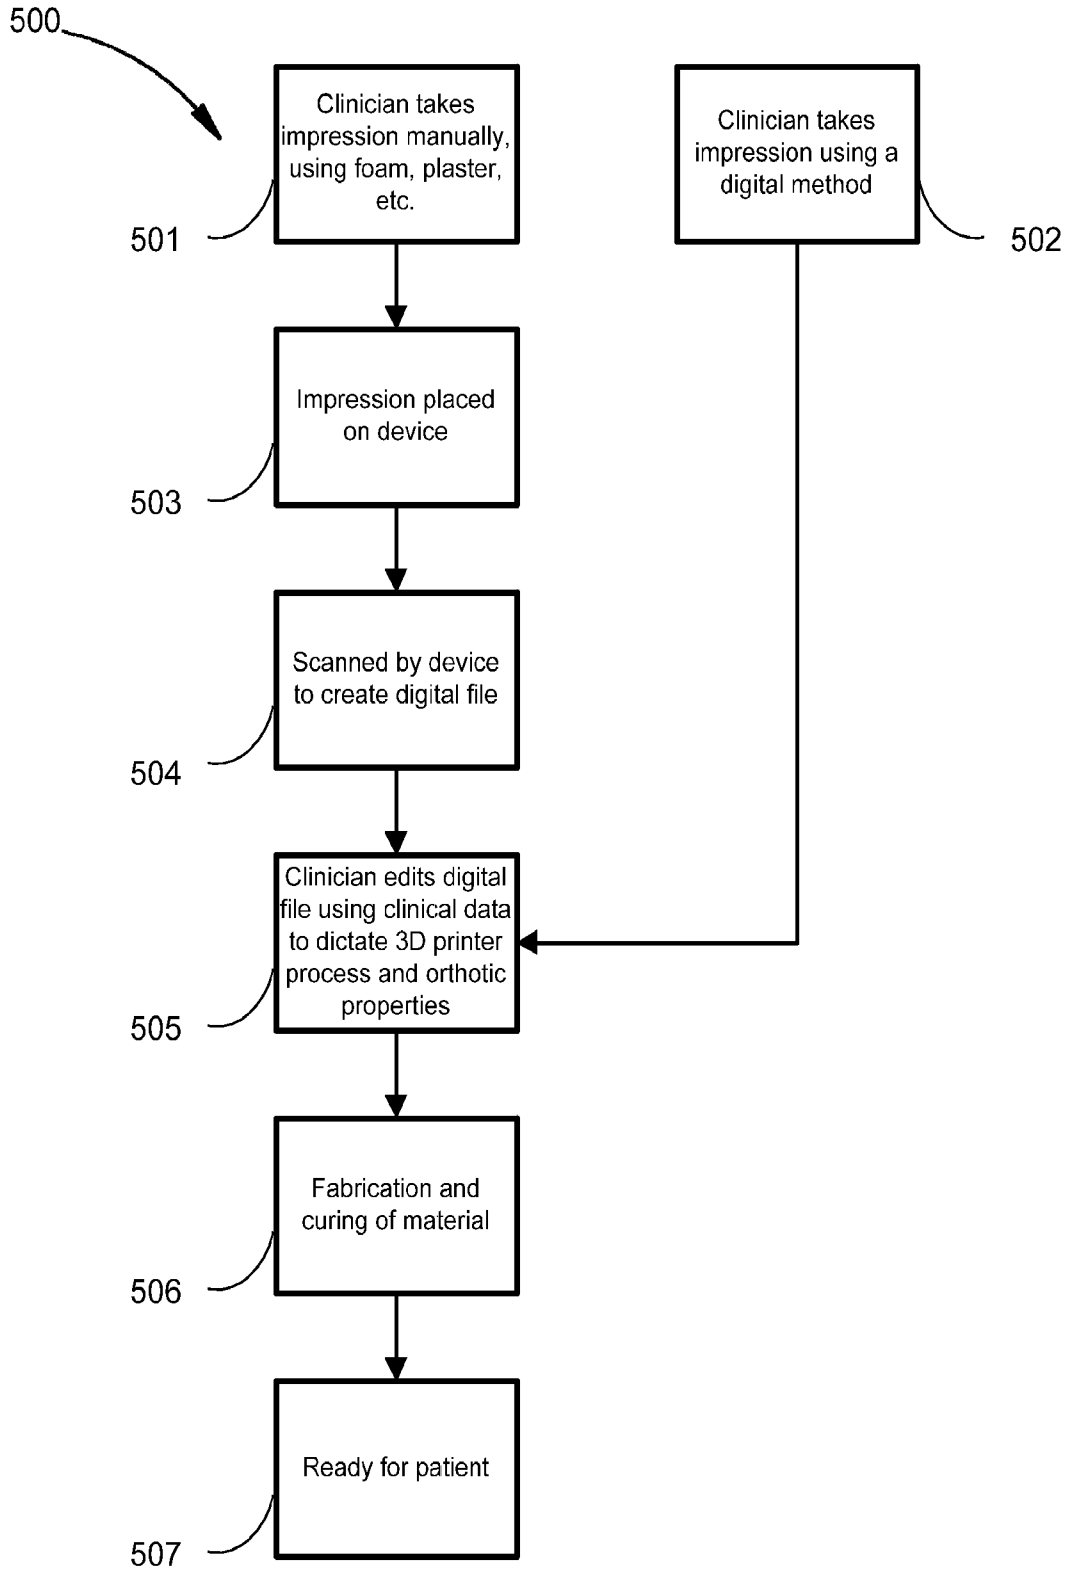 500
Clinician takes
impression manually,
using foam, plaster,
etc.
501
Clinician takes
impression using a
digital method
502
Impression placed
on device
503
Scanned by device
to create digital file
504
Clinician edits digital
file using clinical data
to dictate 3D printer
process and orthotic
properties
505
Fabrication and
curing of material
506
Ready for patient
507